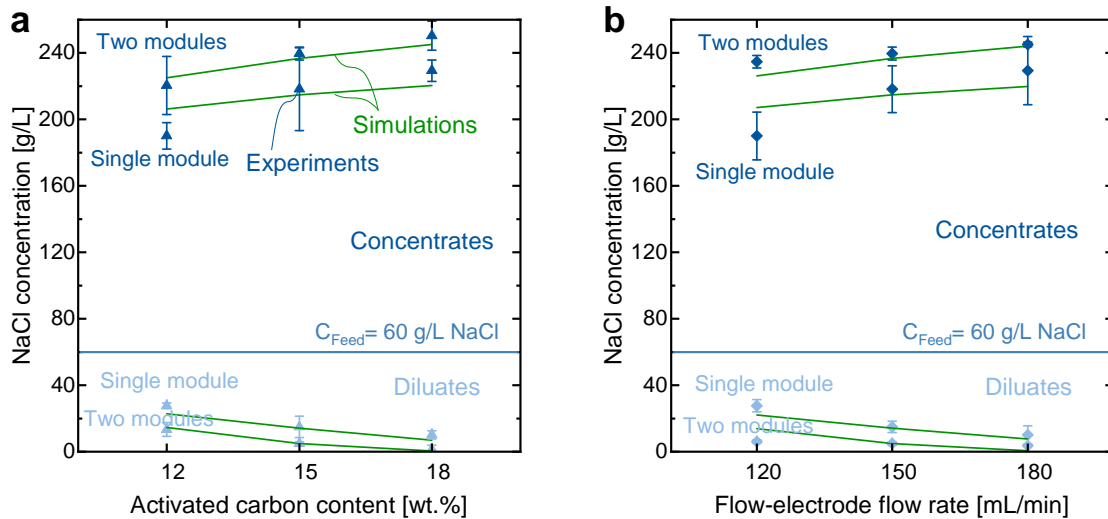 a
NaCl concentration [g/L]
240
200
160
120
80
40
0
Two modules
Single module
Simulations
Experiments
Concentrates
C_Feed= 60 g/L NaCl
Single module
Two modules
Diluates
12
15
18
Activated carbon content [wt.%]
b
NaCl concentration [g/L]
240
200
160
120
80
40
0
Two modules
Single module
Concentrates
C_Feed= 60 g/L NaCl
Single module
Two modules
Diluates
120
150
180
Flow-electrode flow rate [mL/min]